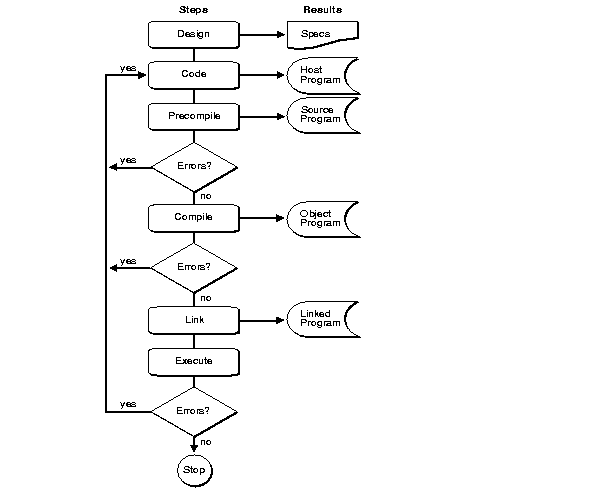 Steps Results
Design Specs
yes Code Host
Program
Precompile Source
Program
yes Errors?
no
Compile Object
Program
yes Errors?
no
Link Linked
Program
Execute
yes Errors?
no
Stop